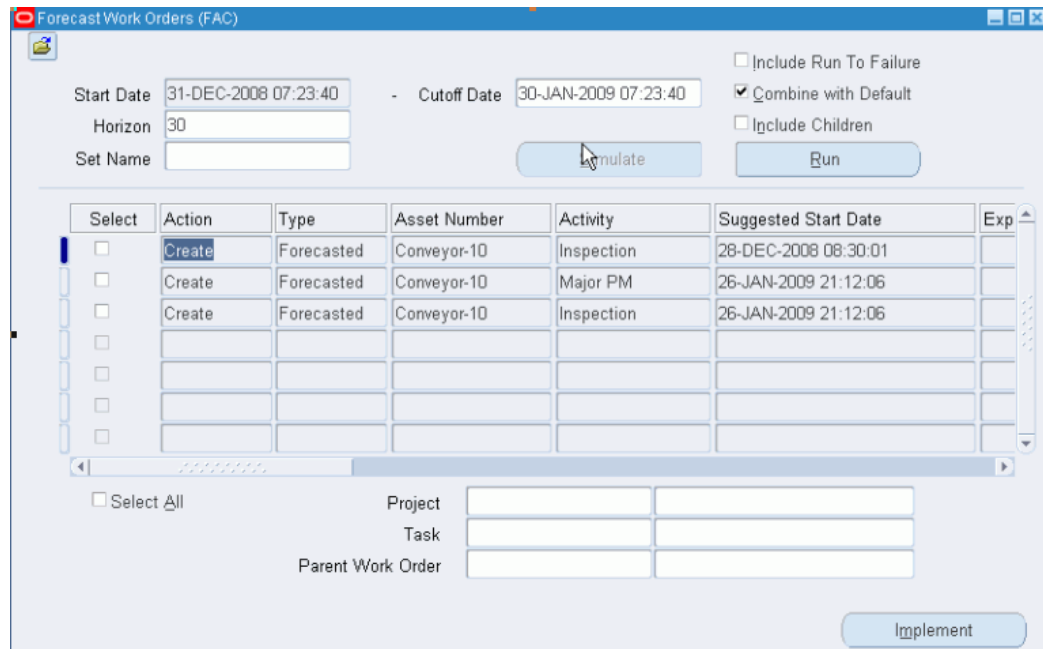 Forecast Work Orders (FAC)
Include Run To Failure
Start Date 31-DEC-2008 07:23:40 - Cutoff Date 30-JAN-2009 07:23:40 Combine with Default
Horizon 30 Include Children
Set Name Run
Select Action Type Asset Number Activity Suggested Start Date Exp
Create Forecasted Conveyor-10 Inspection 28-DEC-2008 08:30:01
Create Forecasted Conveyor-10 Major PM 26-JAN-2009 21:12:06
Create Forecasted Conveyor-10 Inspection 26-JAN-2009 21:12:06
Select All Project
Task
Parent Work Order
Implement